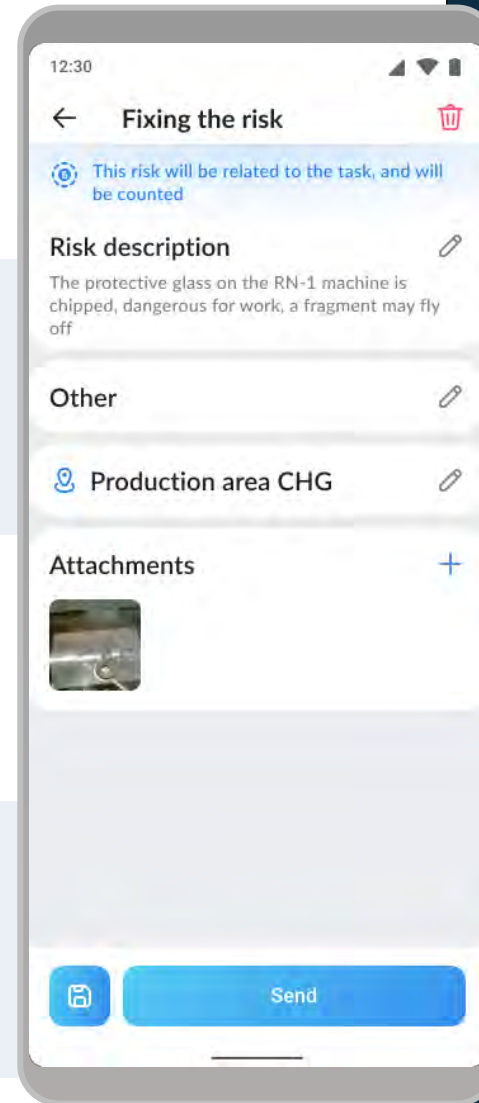 12:30
Fixing the risk
This risk will be related to the task, and will
be counted
Risk description
The protective glass on the RN-1 machine is
chipped, dangerous for work, a fragment may fly
off
Other
Production area CHG
Attachments
Send